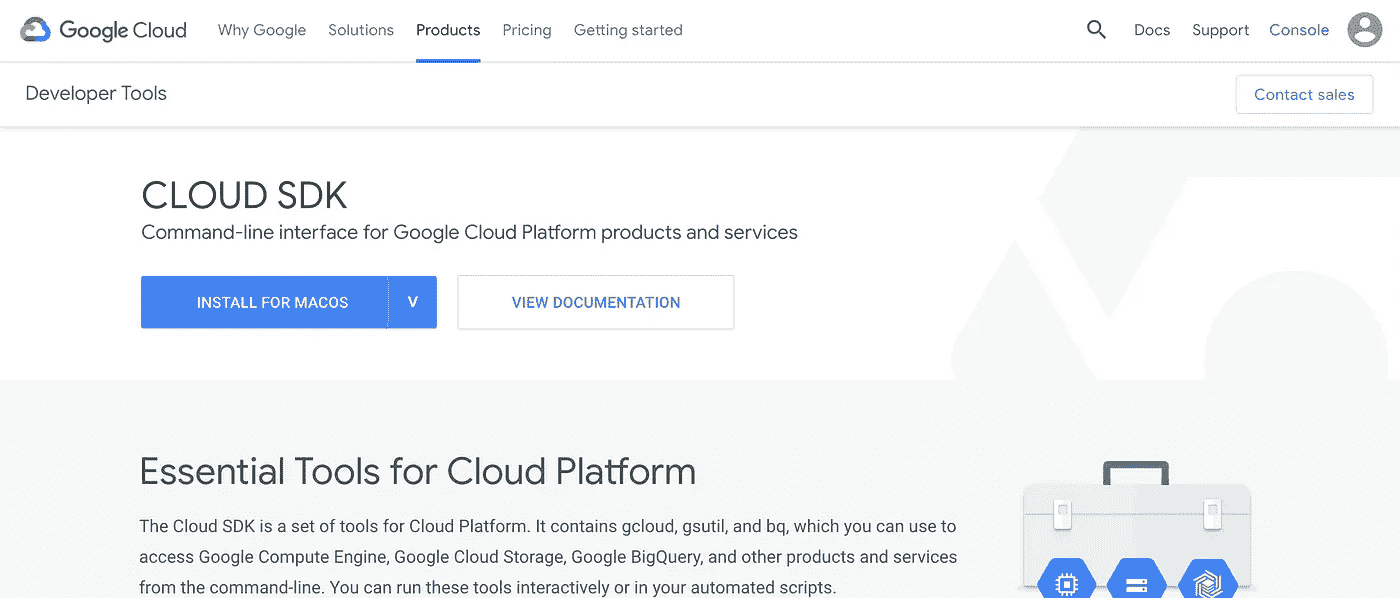 Google Cloud Why Google Solutions Products Pricing Getting started Docs Support Console
Developer Tools Contact sales
CLOUD SDK
Command-line interface for Google Cloud Platform products and services
INSTALL FOR MACOS V VIEW DOCUMENTATION
Essential Tools for Cloud Platform
The Cloud SDK is a set of tools for Cloud Platform. It contains gcloud, gsutil, and bq, which you can use to
access Google Compute Engine, Google Cloud Storage, Google BigQuery, and other products and services
from the command-line. You can run these tools interactively or in your automated scripts.